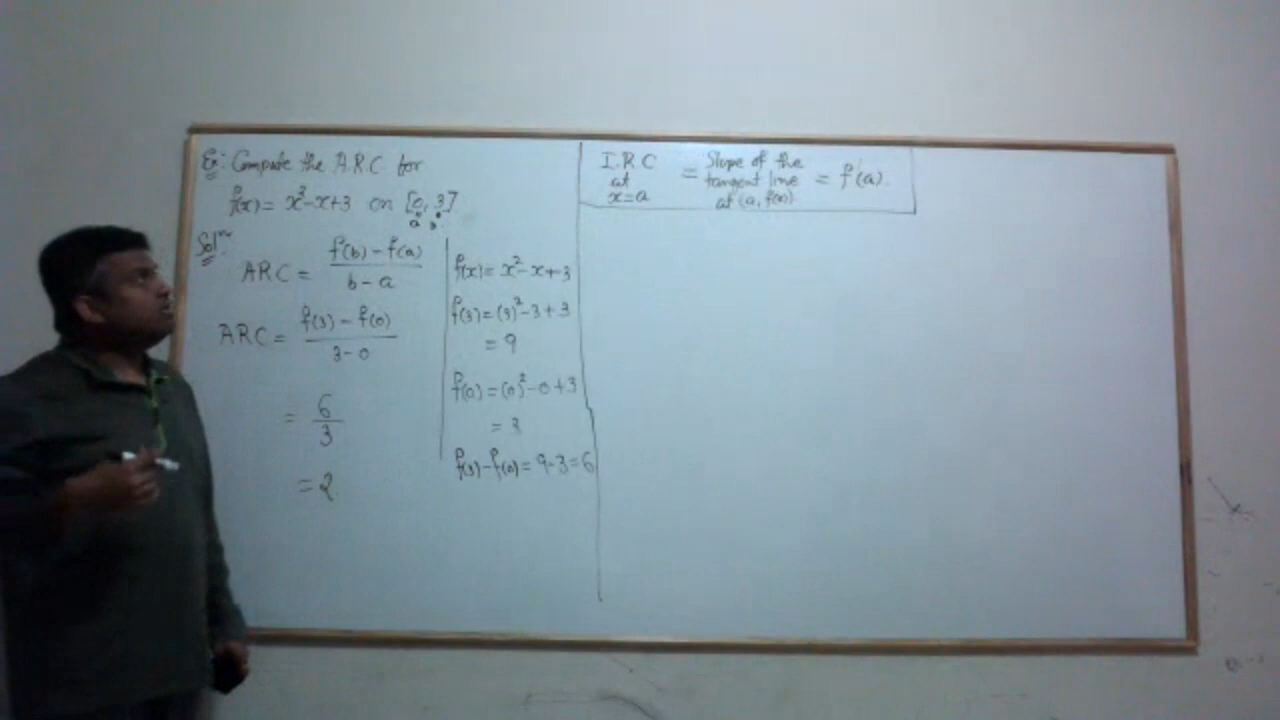 Ex: Compute the A.R.C for
f(x) = x² - x + 3 on [0, 3]
a b
Solⁿ:
ARC = f(b) - f(a) / b - a
ARC = f(3) - f(0) / 3 - 0
= 6/3
= 2.
f(x) = x² - x + 3
f(3) = (3)² - 3 + 3
= 9
f(0) = (0)² - 0 + 3
= 3
f(3) - f(0) = 9 - 3 = 6
I.R.C at x=a = Slope of the tangent line at (a, f(a)) = f'(a).